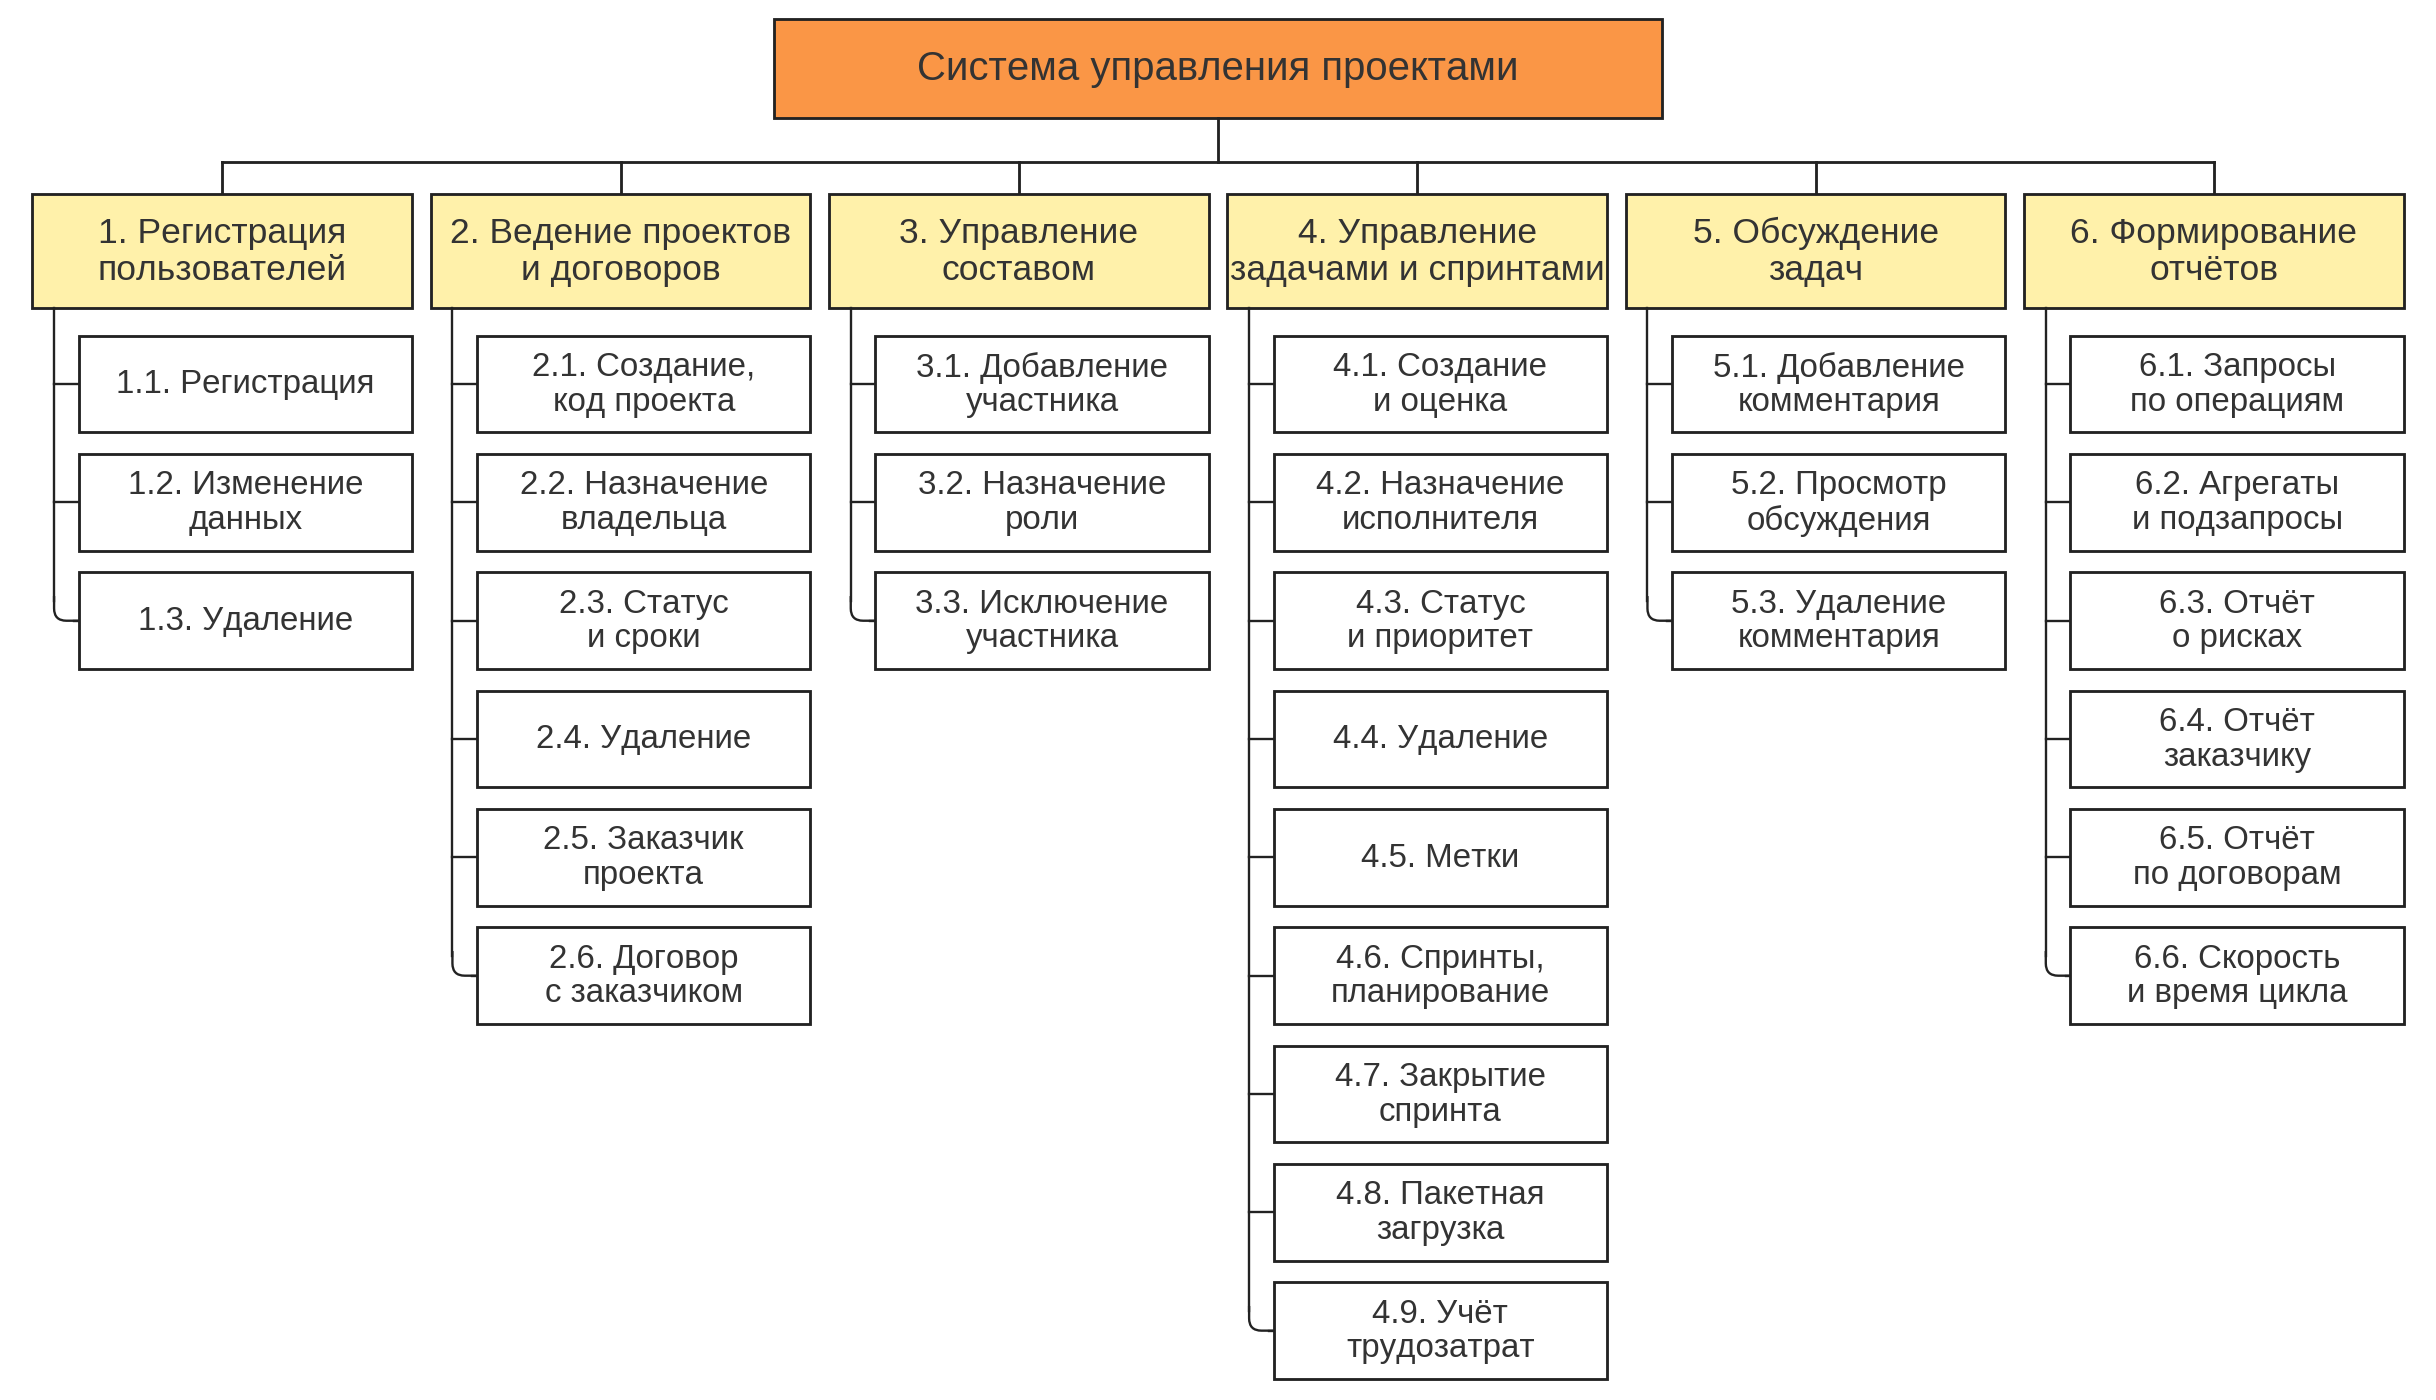 Система управления проектами
1. Регистрация
пользователей
1.1. Регистрация
1.2. Изменение
данных
1.3. Удаление
2. Ведение проектов
и договоров
2.1. Создание,
код проекта
2.2. Назначение
владельца
2.3. Статус
и сроки
2.4. Удаление
2.5. Заказчик
проекта
2.6. Договор
с заказчиком
3. Управление
составом
3.1. Добавление
участника
3.2. Назначение
роли
3.3. Исключение
участника
4. Управление
задачами и спринтами
4.1. Создание
и оценка
4.2. Назначение
исполнителя
4.3. Статус
и приоритет
4.4. Удаление
4.5. Метки
4.6. Спринты,
планирование
4.7. Закрытие
спринта
4.8. Пакетная
загрузка
4.9. Учёт
трудозатрат
5. Обсуждение
задач
5.1. Добавление
комментария
5.2. Просмотр
обсуждения
5.3. Удаление
комментария
6. Формирование
отчётов
6.1. Запросы
по операциям
6.2. Агрегаты
и подзапросы
6.3. Отчёт
о рисках
6.4. Отчёт
заказчику
6.5. Отчёт
по договорам
6.6. Скорость
и время цикла